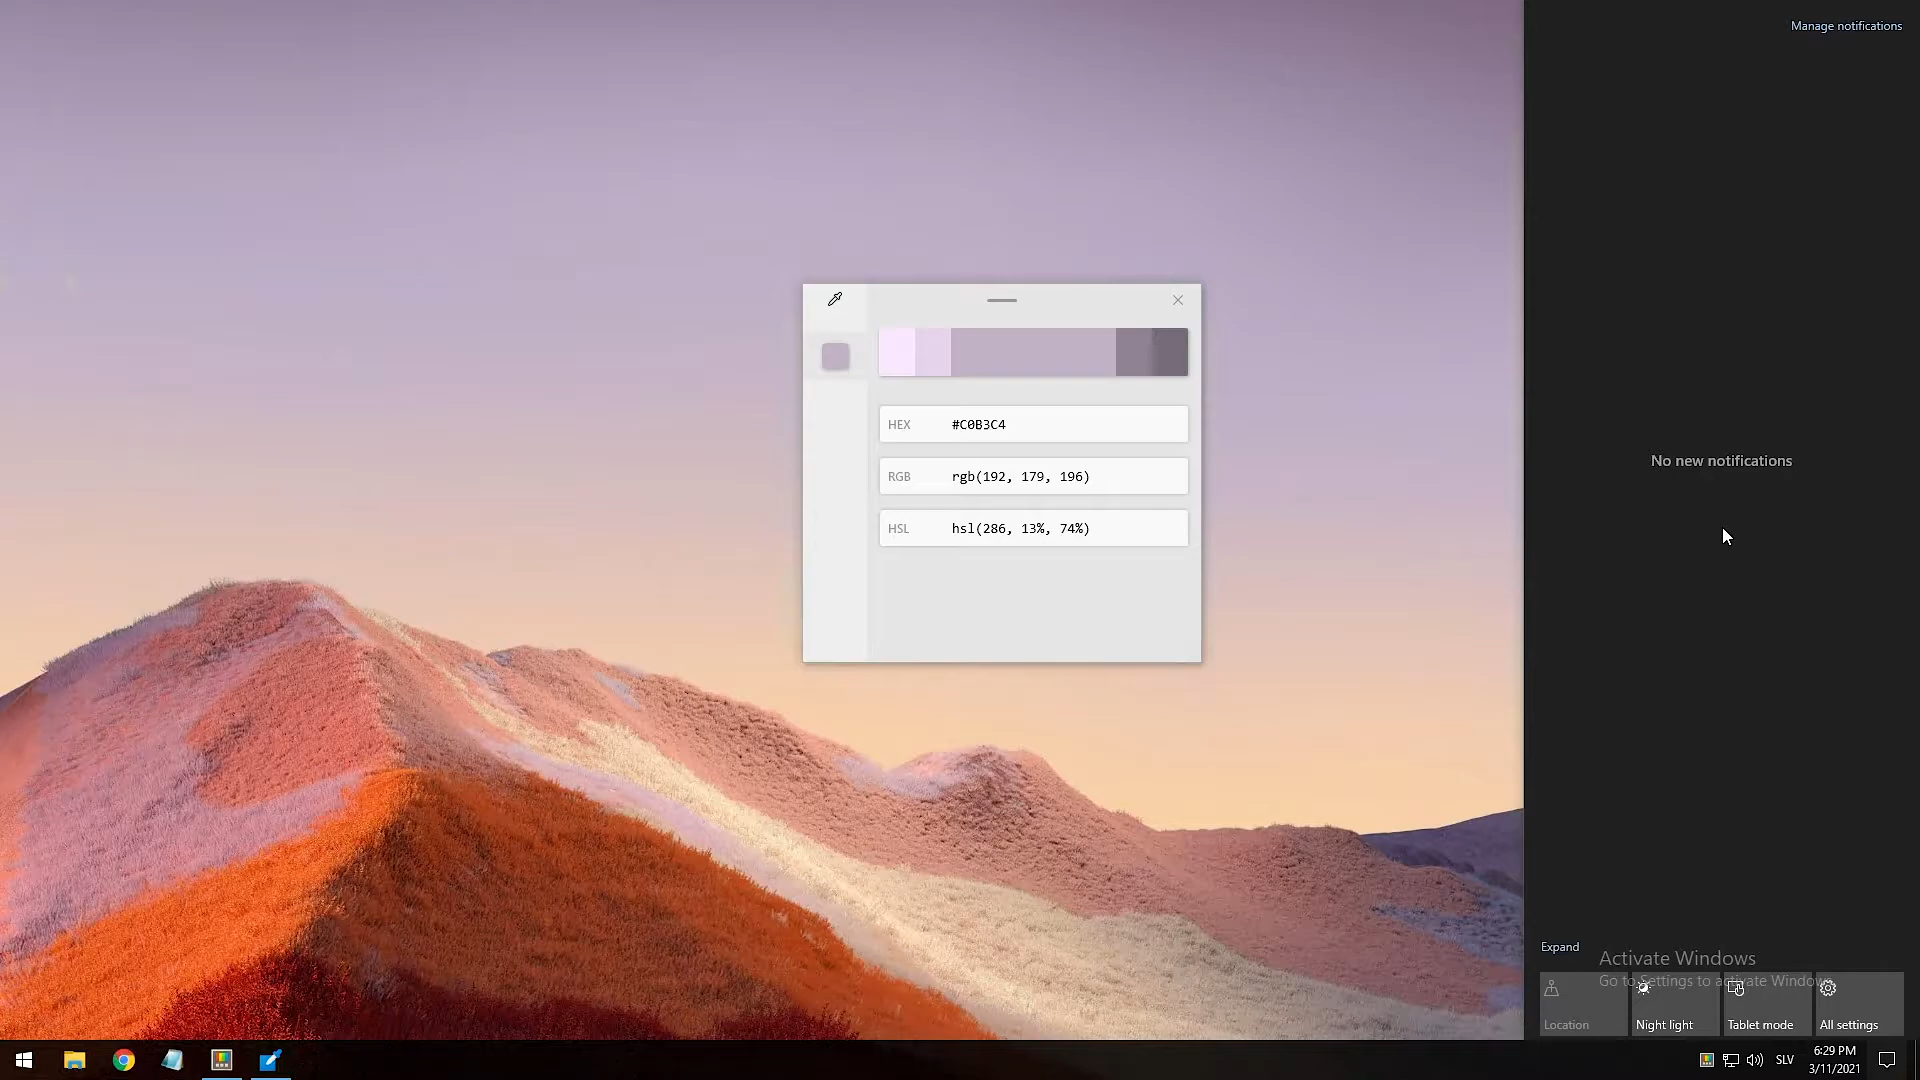 Manage notifications
HEX #C0B3C4
RGB rgb(192, 179, 196)
HSL hsl(286, 13%, 74%)
No new notifications
Expand
Activate Windows
Go to Settings to activate Windows.
Location
Night light
Tablet mode
All settings
SLV
6:29 PM
3/11/2021